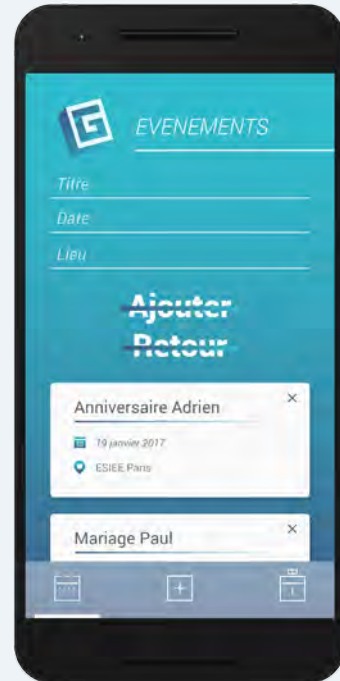 EVENEMENTS
Titre
Date
Lieu
Ajouter
Retour
Anniversaire Adrien
19 janvier 2017
ESIEE Paris
Mariage Paul